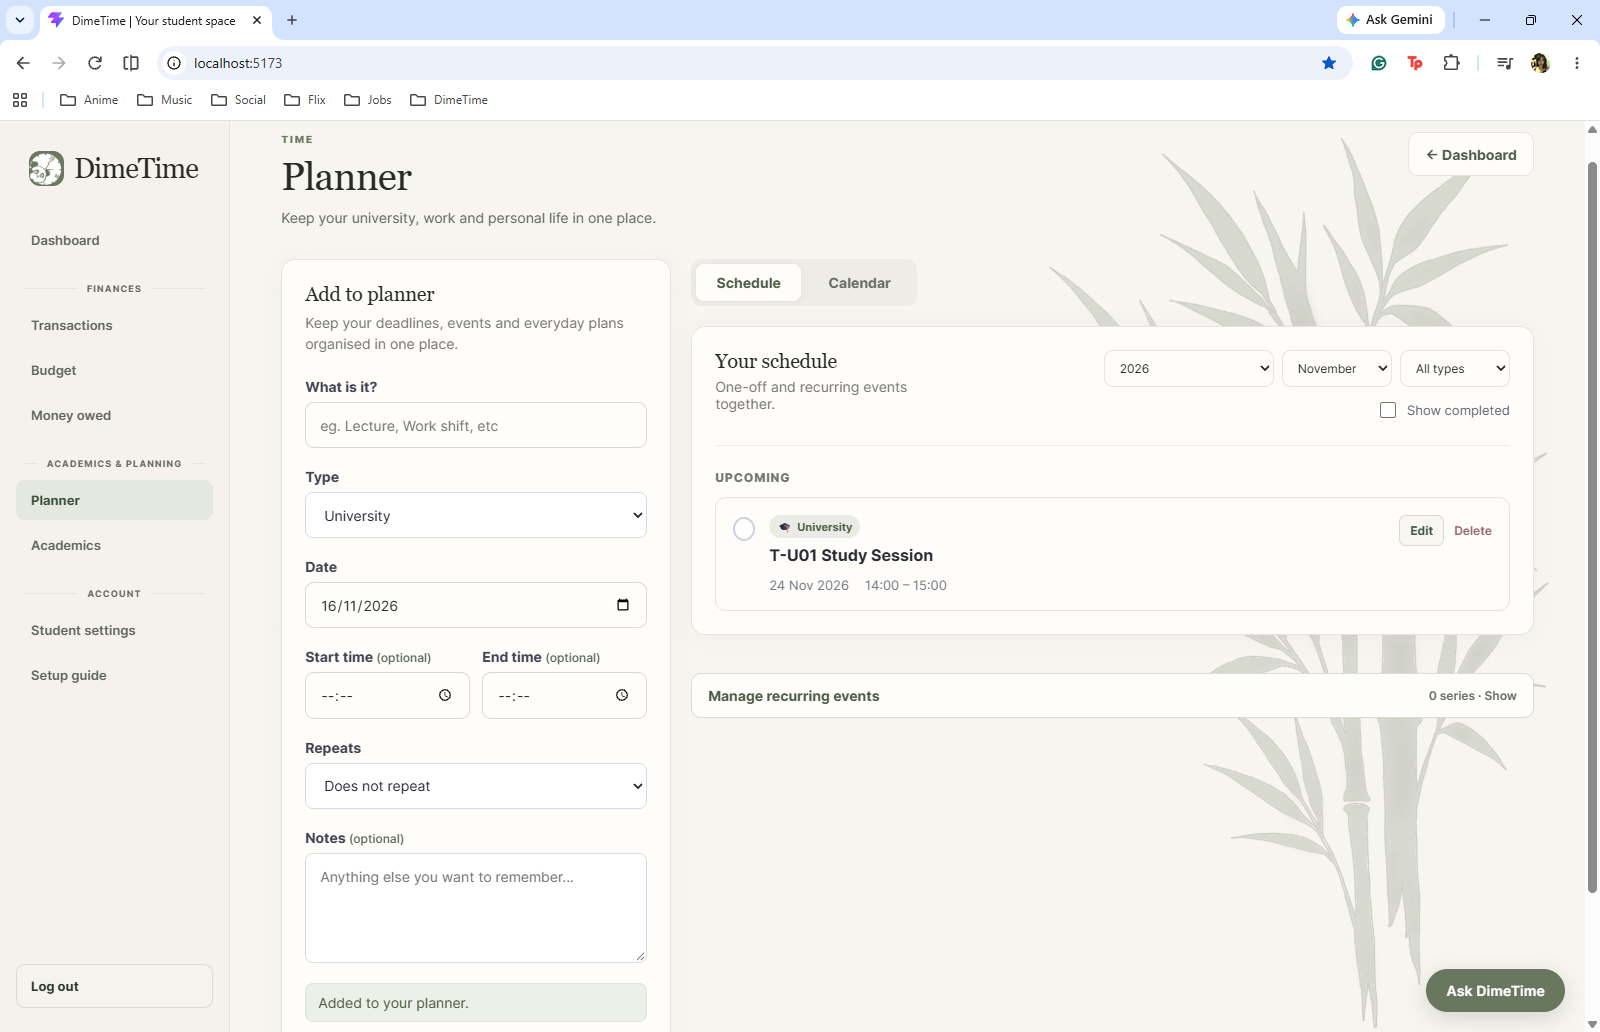 DimeTime | Your student space
Ask Gemini
localhost:5173
Anime
Music
Social
Flix
Jobs
DimeTime
DimeTime
Dashboard
FINANCES
Transactions
Budget
Money owed
ACADEMICS & PLANNING
Planner
Academics
ACCOUNT
Student settings
Setup guide
Log out
TIME
Planner
Keep your university, work and personal life in one place.
← Dashboard
Add to planner
Keep your deadlines, events and everyday plans
organised in one place.
What is it?
eg. Lecture, Work shift, etc
Type
University
Date
16/11/2026
Start time (optional)
End time (optional)
--:--
--:--
Repeats
Does not repeat
Notes (optional)
Anything else you want to remember...
Added to your planner.
Schedule
Calendar
Your schedule
One-off and recurring events
together.
2026
November
All types
Show completed
UPCOMING
University
T-U01 Study Session
24 Nov 2026 14:00 – 15:00
Edit
Delete
Manage recurring events
0 series · Show
Ask DimeTime